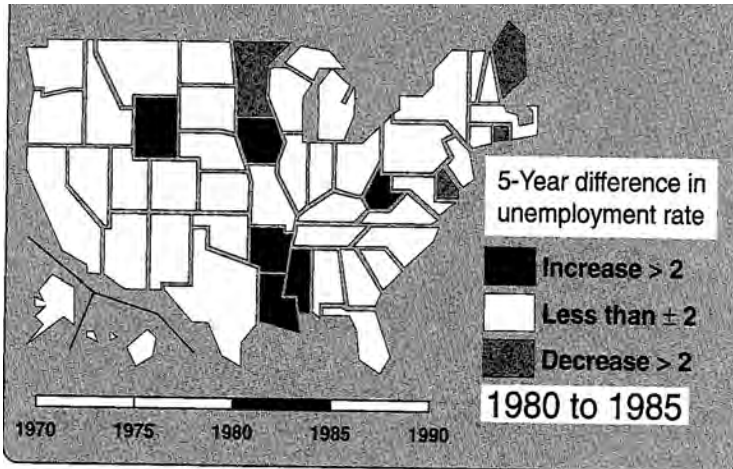 5-Year difference in
unemployment rate
Increase > 2
Less than ± 2
Decrease > 2
1980 to 1985
1970 1975 1980 1985 1990